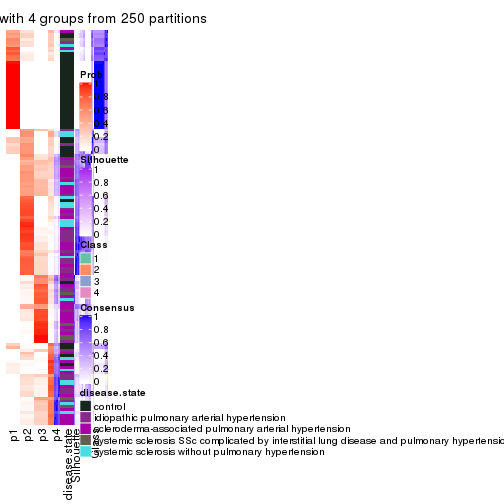 with 4 groups from 250 partitions
Prob
1
0.8
0.6
0.4
0.2
0
Silhouette
1
0.8
0.6
0.4
0.2
0
Class
1
2
3
4
Consensus
1
0.8
0.6
0.4
0.2
0
disease.state
control
idiopathic pulmonary arterial hypertension
scleroderma-associated pulmonary arterial hypertension
systemic sclerosis SSc complicated by interstitial lung disease and pulmonary hypertensio
systemic sclerosis without pulmonary hypertension
p1
p2
p3
p4
disease.state
Silhouette